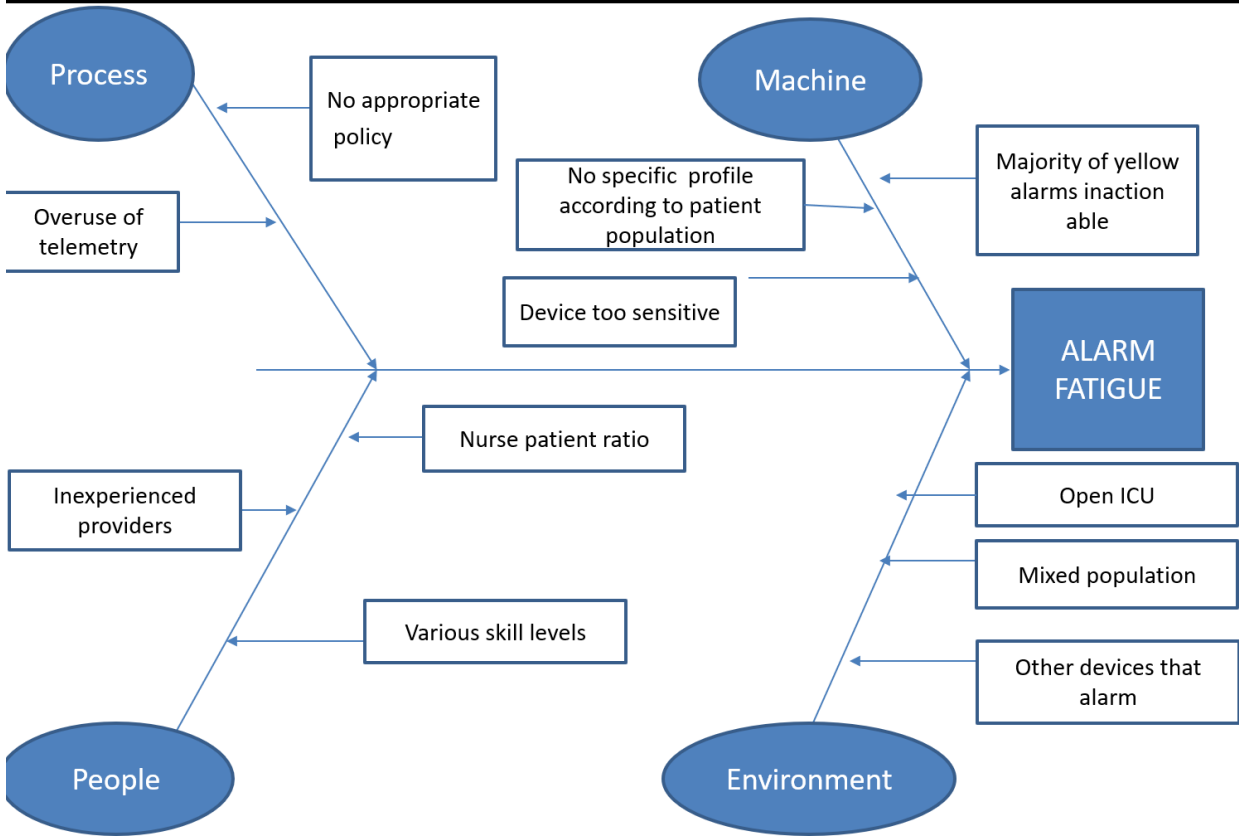 Process
Machine
No appropriate
policy
Majority of yellow
alarms inaction
able
No specific profile
according to patient
population
Overuse of
telemetry
Device too sensitive
ALARM
FATIGUE
Nurse patient ratio
Inexperienced
providers
Open ICU
Mixed population
Various skill levels
Other devices that
alarm
People
Environment